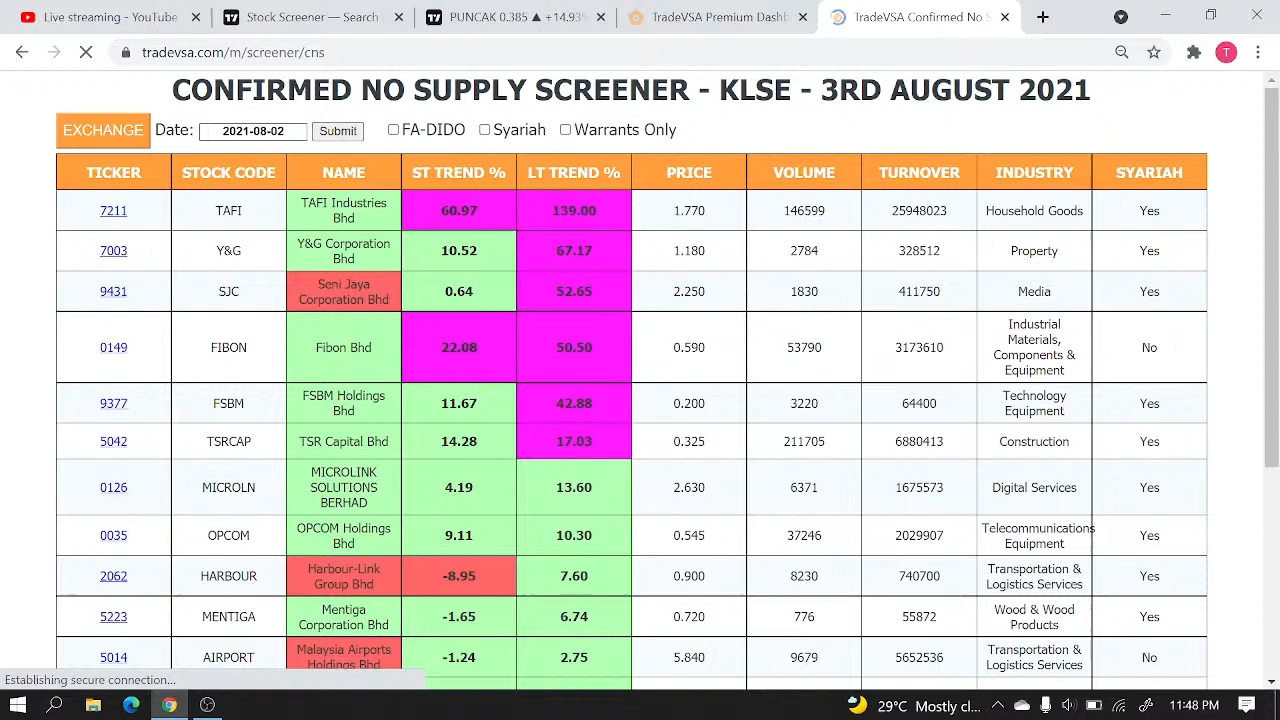 Live streaming - YouTube
Stock Screener — Search
PUNCAK 0.385 ▲ +14.93%
TradeVSA Premium Dashb
TradeVSA Confirmed No S
tradevsa.com/m/screener/cns
T
CONFIRMED NO SUPPLY SCREENER - KLSE - 3RD AUGUST 2021
EXCHANGE Date: 2021-08-02 Submit FA-DIDO Syariah Warrants Only
TICKER STOCK CODE NAME ST TREND % LT TREND % PRICE VOLUME TURNOVER INDUSTRY SYARIAH
7211 TAFI TAFI Industries Bhd 60.97 139.00 1.770 146599 25948023 Household Goods Yes
7003 Y&G Y&G Corporation Bhd 10.52 67.17 1.180 2784 328512 Property Yes
9431 SJC Seni Jaya Corporation Bhd 0.64 52.65 2.250 1830 411750 Media Yes
0149 FIBON Fibon Bhd 22.08 50.50 0.590 53790 3173610 Industrial Materials, Components & Equipment No
9377 FSBM FSBM Holdings Bhd 11.67 42.88 0.200 3220 64400 Technology Equipment Yes
5042 TSRCAP TSR Capital Bhd 14.28 17.03 0.325 211705 6880413 Construction Yes
0126 MICROLN MICROLINK SOLUTIONS BERHAD 4.19 13.60 2.630 6371 1675573 Digital Services Yes
0035 OPCOM OPCOM Holdings Bhd 9.11 10.30 0.545 37246 2029907 Telecommunications Equipment Yes
2062 HARBOUR Harbour-Link Group Bhd -8.95 7.60 0.900 8230 740700 Transportation & Logistics Services Yes
5223 MENTIGA Mentiga Corporation Bhd -1.65 6.74 0.720 776 55872 Wood & Wood Products Yes
5014 AIRPORT Malaysia Airports Holdings Bhd -1.24 2.75 5.840 9679 5652536 Transportation & Logistics Services No
Establishing secure connection...
29°C Mostly cl... 11:48 PM